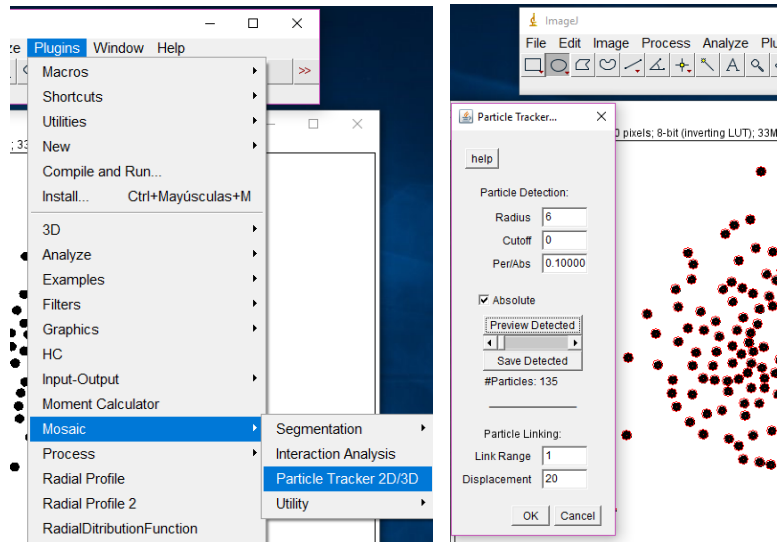 ze Plugins Window Help
>>
Macros
Shortcuts
Utilities
; 33
New
Compile and Run...
Install... Ctrl+Mayúsculas+M
3D
Analyze
Examples
Filters
Graphics
HC
Input-Output
Moment Calculator
Mosaic
Process
Radial Profile
Radial Profile 2
RadialDitributionFunction
Segmentation
Interaction Analysis
Particle Tracker 2D/3D
Utility
ImageJ
File Edit Image Process Analyze Plu
A
Particle Tracker...
0 pixels; 8-bit (inverting LUT); 33M
help
Particle Detection:
Radius 6
Cutoff 0
Per/Abs 0.10000
Absolute
Preview Detected
Save Detected
#Particles: 135
Particle Linking:
Link Range 1
Displacement 20
OK Cancel